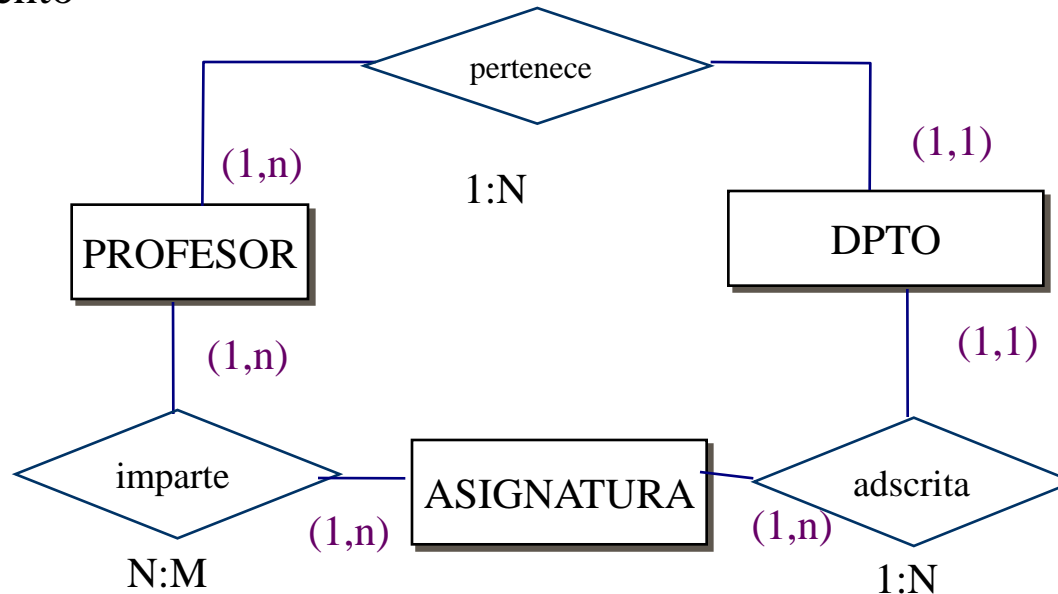 pertenece
(1,n)
(1,1)
1:N
PROFESOR
DPTO
(1,n)
(1,1)
imparte
ASIGNATURA
adscrita
(1,n)
(1,n)
N:M
1:N